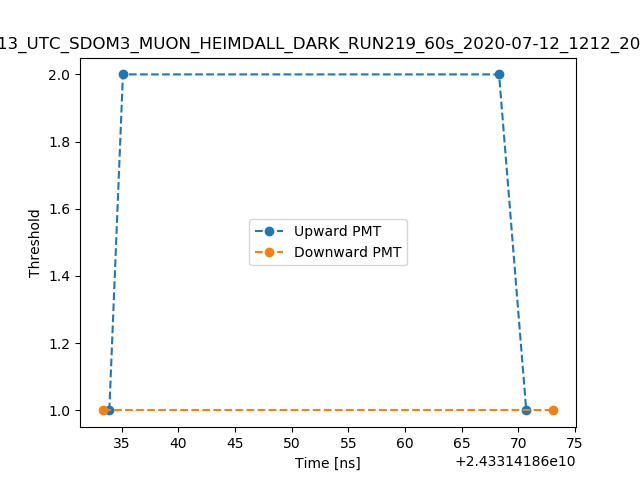 13_UTC_SDOM3_MUON_HEIMDALL_DARK_RUN219_60s_2020-07-12_1212_20
2.0
1.8
1.6
1.4
1.2
1.0
Threshold
Upward PMT
Downward PMT
35 40 45 50 55 60 65 70 75
Time [ns]
+2.43314186e10